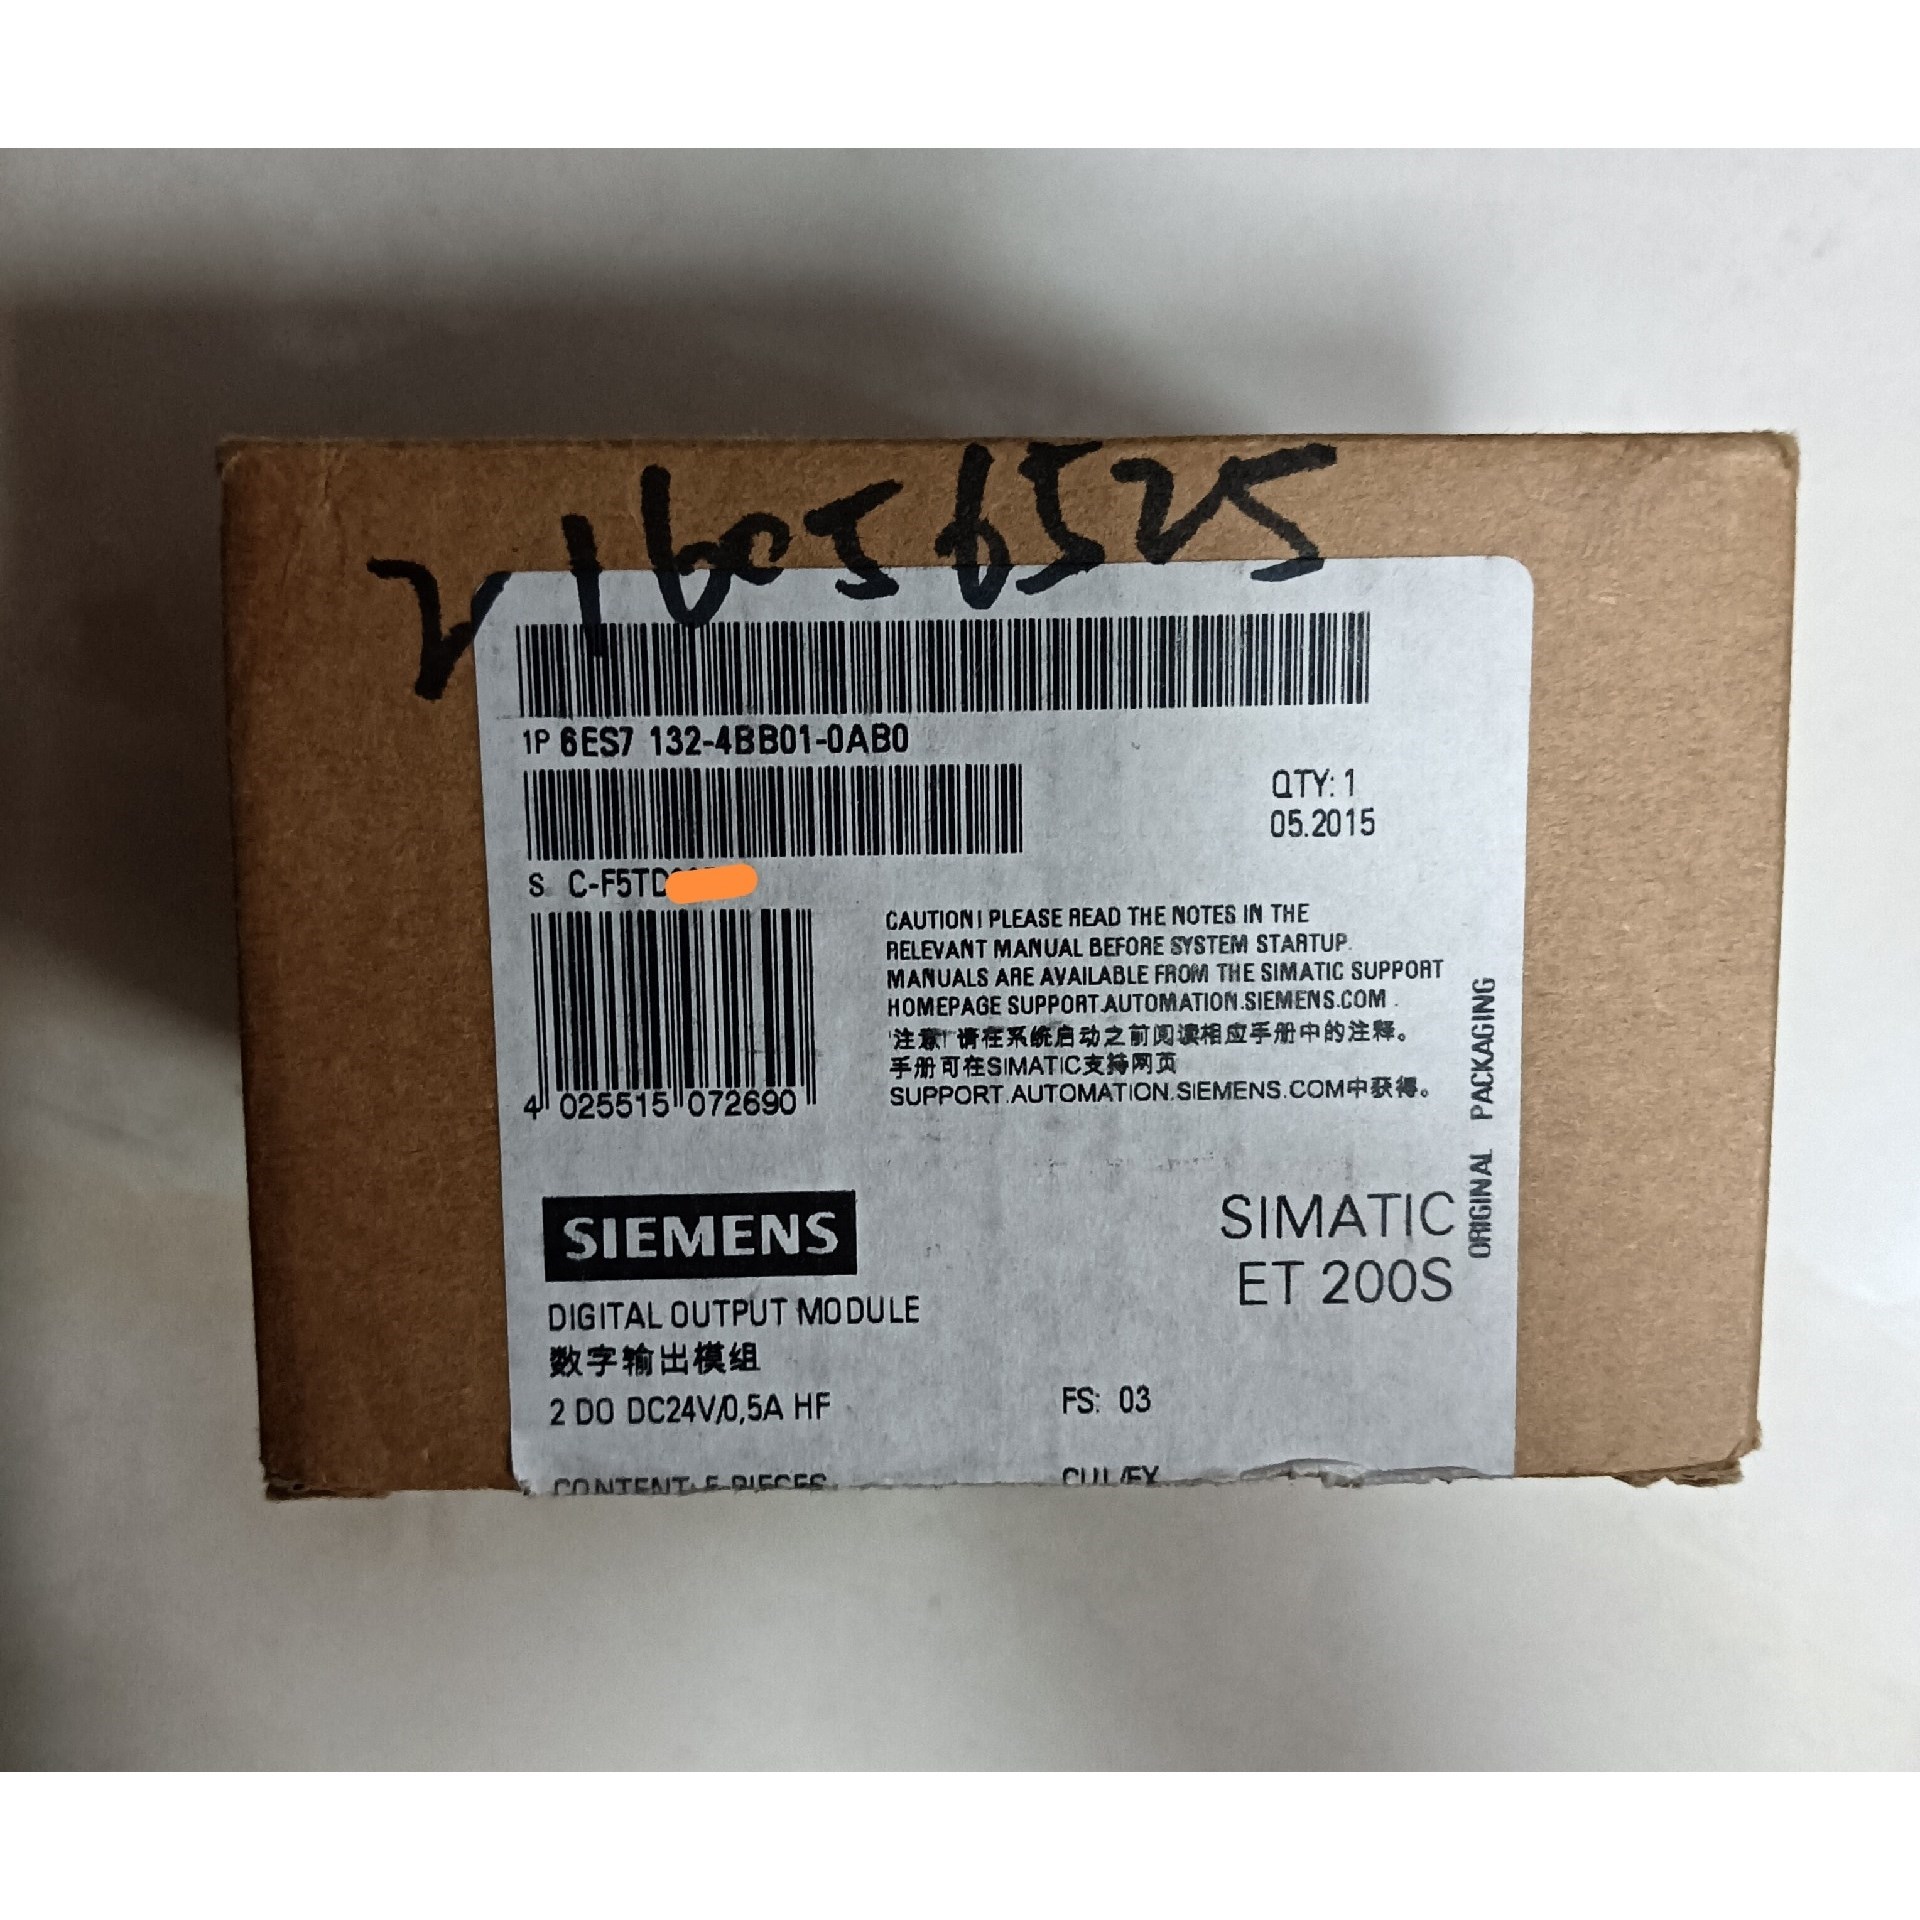 216056525
1P 6ES7 132-4BB01-0AB0
QTY: 1
05.2015
S C-F5TD
4 025515 072690
CAUTION! PLEASE READ THE NOTES IN THE
RELEVANT MANUAL BEFORE SYSTEM STARTUP.
MANUALS ARE AVAILABLE FROM THE SIMATIC SUPPORT
HOMEPAGE SUPPORT.AUTOMATION.SIEMENS.COM .
注意! 请在系统启动之前阅读相应手册中的注释。
手册可在SIMATIC支持网页
SUPPORT.AUTOMATION.SIEMENS.COM中获得。
ORIGINAL PACKAGING
SIEMENS
SIMATIC
ET 200S
DIGITAL OUTPUT MODULE
数字输出模组
2 DO DC24V/0,5A HF
FS: 03
CONTENT: 5 PIECES